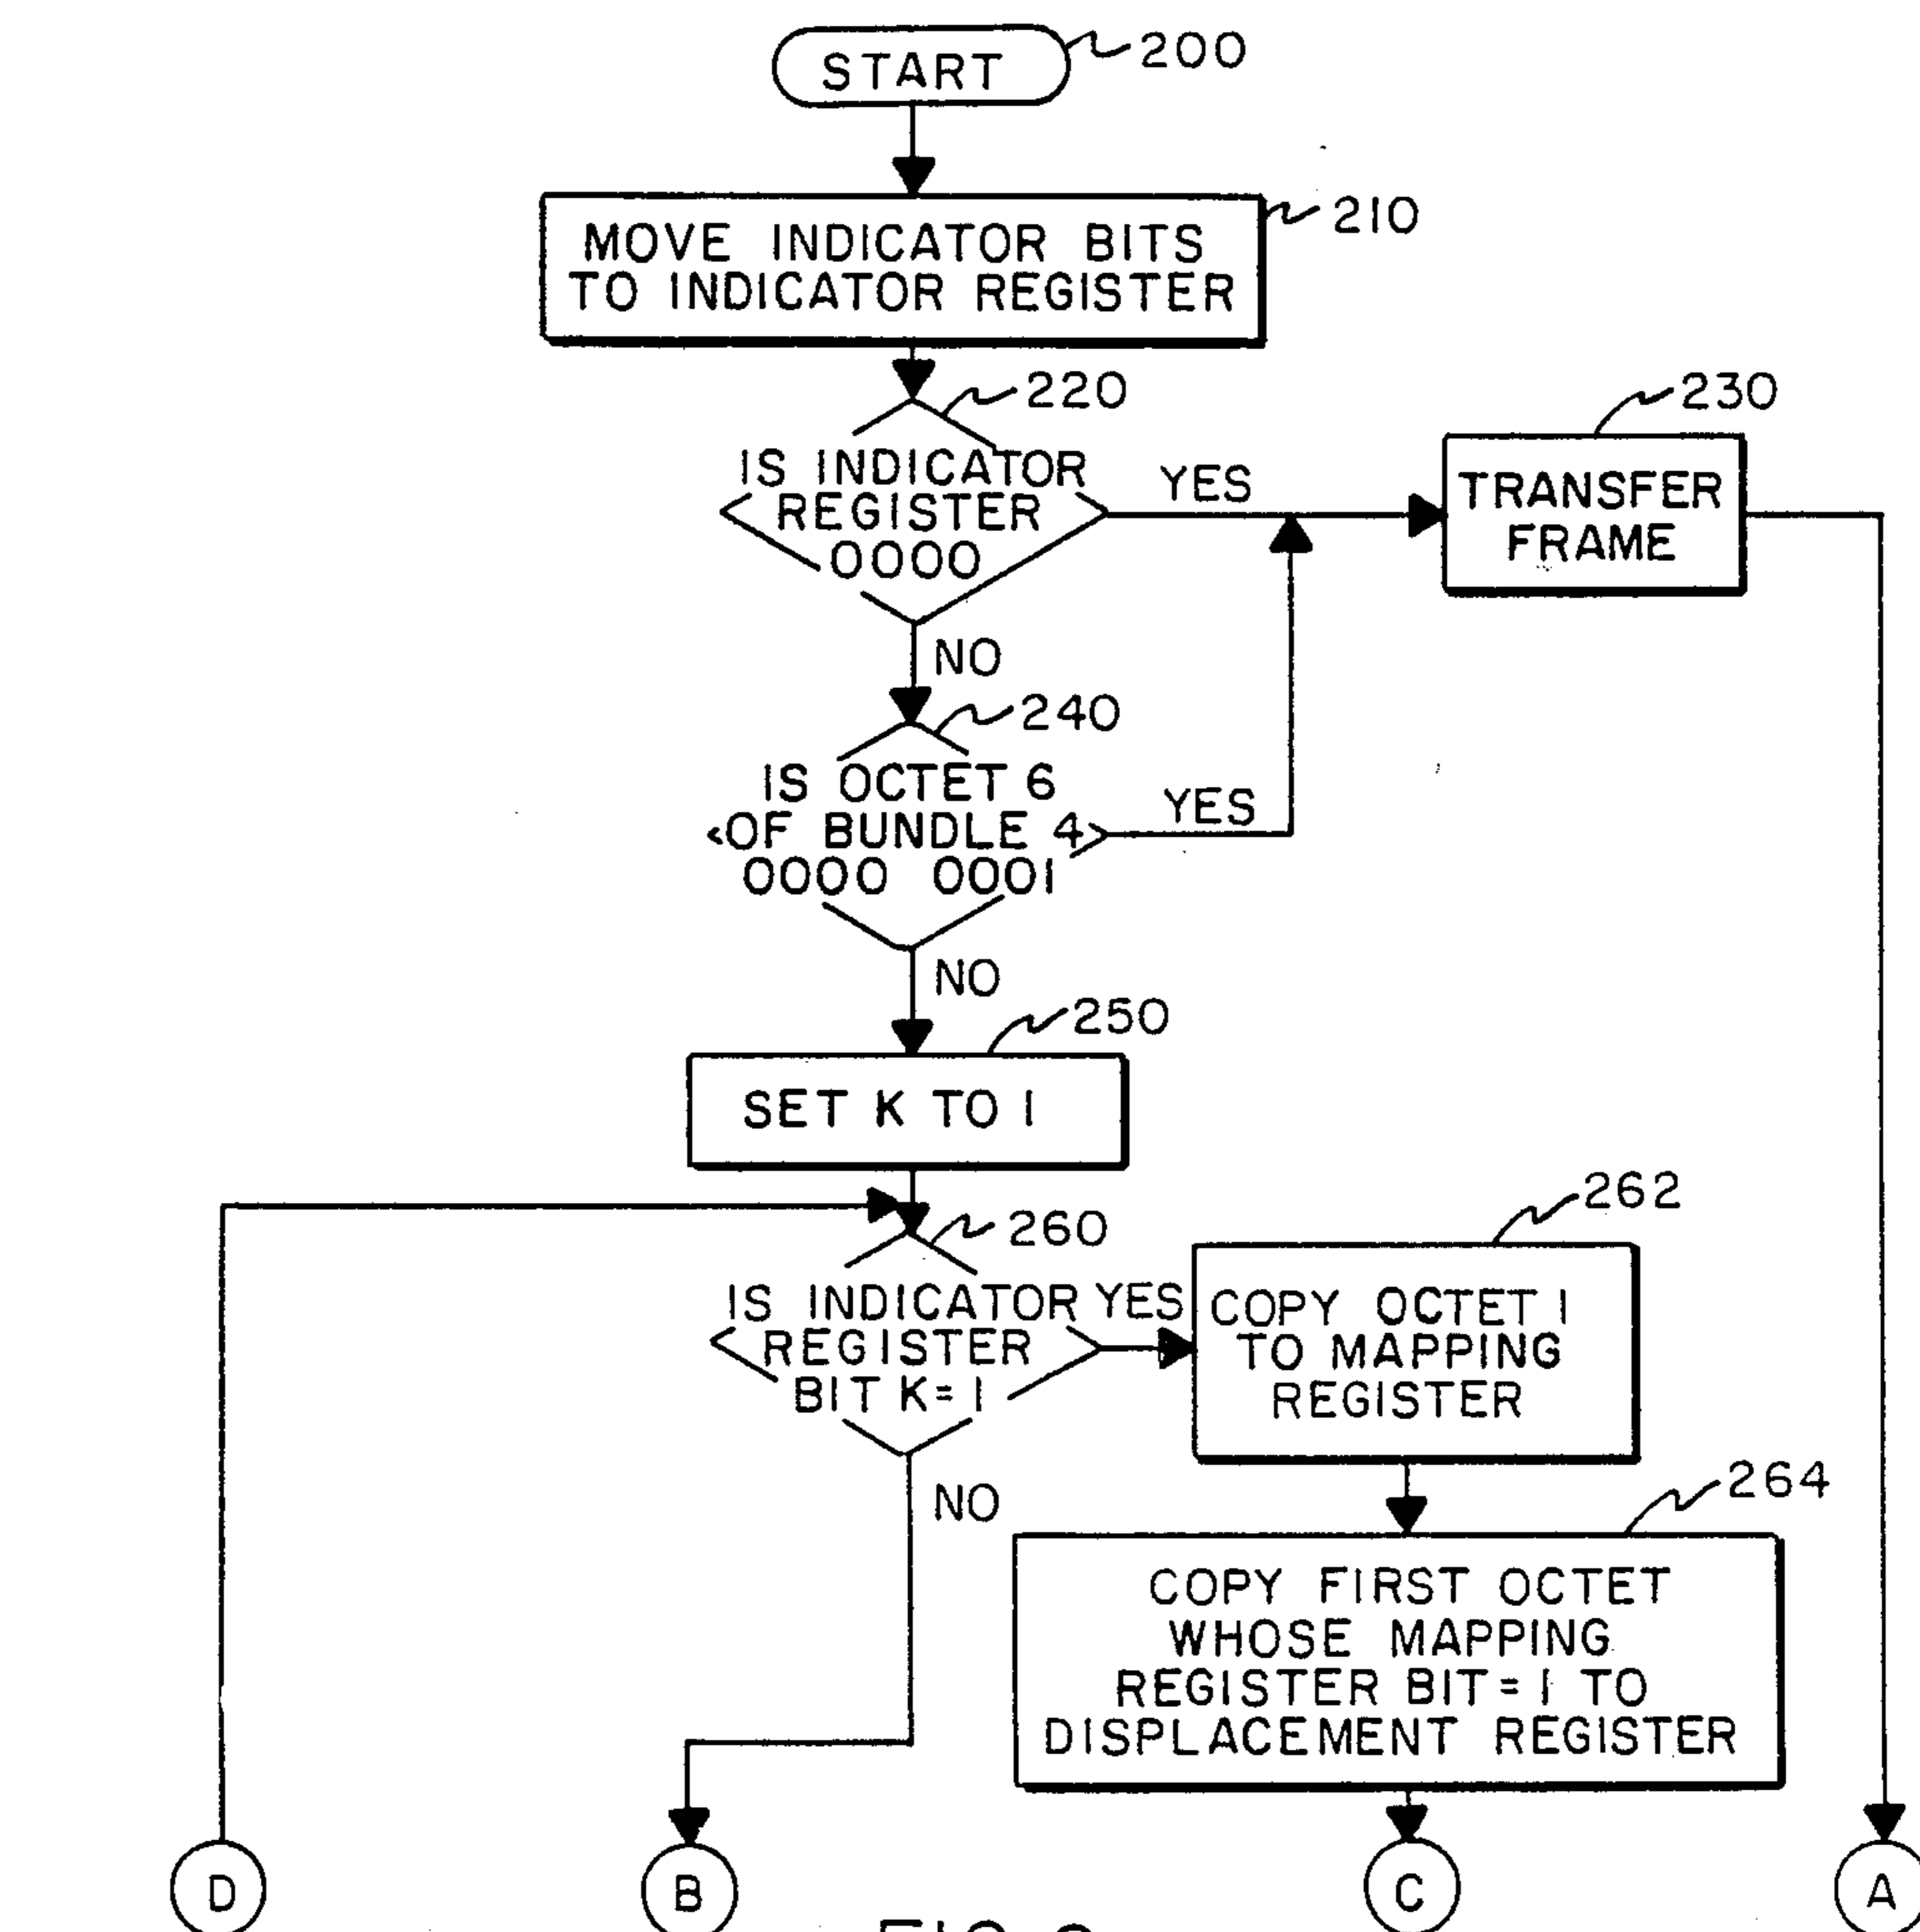 START
200
MOVE INDICATOR BITS
TO INDICATOR REGISTER
210
220
IS INDICATOR
REGISTER
0000
YES
230
TRANSFER
FRAME
NO
240
IS OCTET 6
OF BUNDLE 4
0000 0001
YES
NO
250
SET K TO 1
260
IS INDICATOR
REGISTER
BIT K=1
YES
262
COPY OCTET 1
TO MAPPING
REGISTER
NO
264
COPY FIRST OCTET
WHOSE MAPPING
REGISTER BIT=1 TO
DISPLACEMENT REGISTER
D
B
C
A